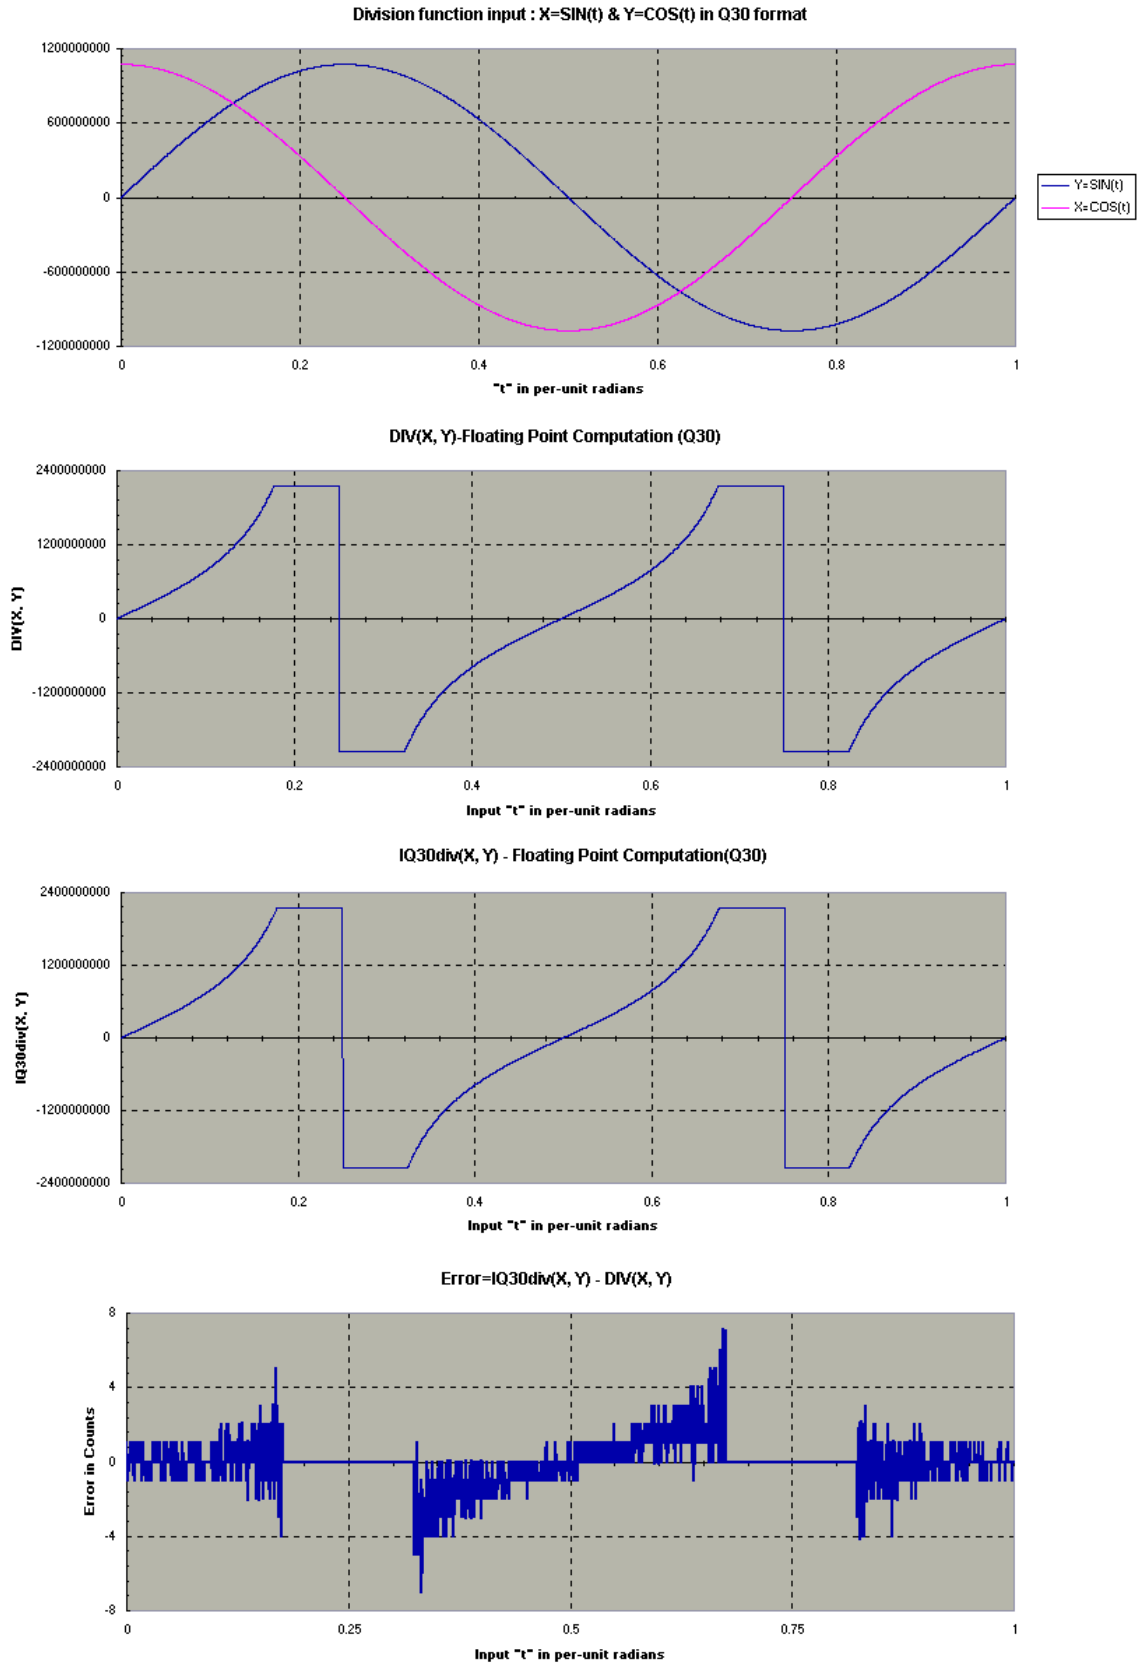 Division function input : X=SIN(t) & Y=COS(t) in Q30 format
1200000000
600000000
0
-600000000
-1200000000
0 0.2 0.4 0.6 0.8 1
"t" in per-unit radians
Y=SIN(t)
X=COS(t)
DIV(X, Y)-Floating Point Computation (Q30)
2400000000
1200000000
0
-1200000000
-2400000000
DIV(X, Y)
0 0.2 0.4 0.6 0.8 1
Input "t" in per-unit radians
IQ30div(X, Y) - Floating Point Computation(Q30)
2400000000
1200000000
0
-1200000000
-2400000000
IQ30div(X, Y)
0 0.2 0.4 0.6 0.8 1
Input "t" in per-unit radians
Error=IQ30div(X, Y) - DIV(X, Y)
8
4
0
-4
-8
Error in Counts
0 0.25 0.5 0.75 1
Input "t" in per-unit radians